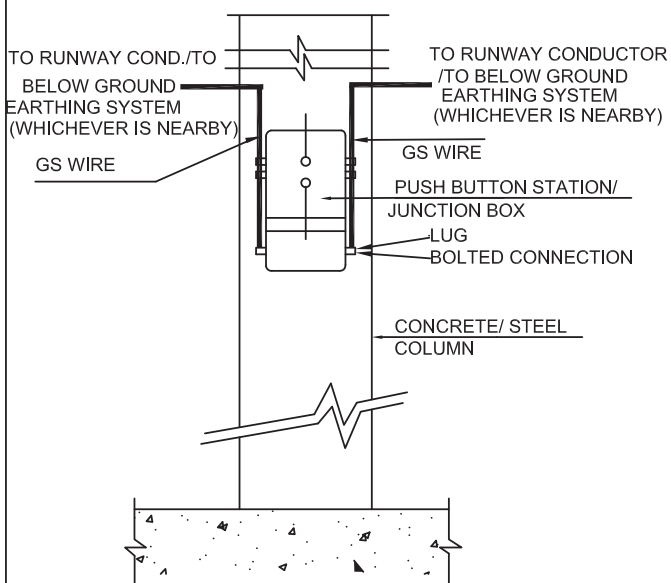 TO RUNWAY COND./TO
BELOW GROUND
EARTHING SYSTEM
(WHICHEVER IS NEARBY)
GS WIRE
TO RUNWAY CONDUCTOR
/TO BELOW GROUND
EARTHING SYSTEM
(WHICHEVER IS NEARBY)
GS WIRE
PUSH BUTTON STATION/
JUNCTION BOX
LUG
BOLTED CONNECTION
CONCRETE/ STEEL
COLUMN